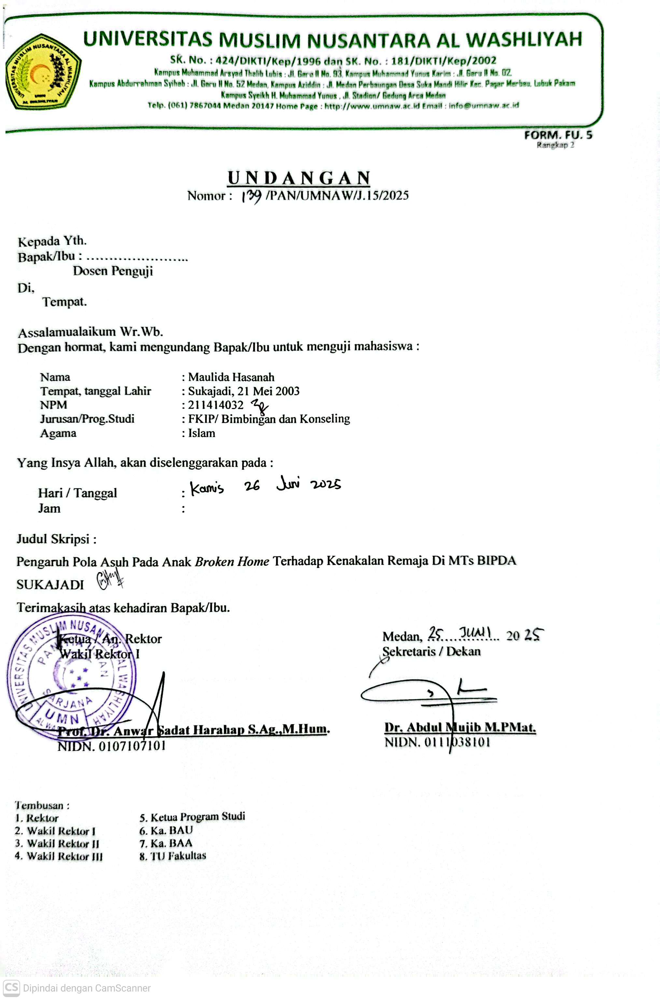 UNIVERSITAS MUSLIM NUSANTARA AL WASHLIYAH
SK. No. : 424/DIKTI/Kep/1996 dan SK. No. : 181/DIKTI/Kep/2002
Kampus Muhammad Arsyad Thalib Lubis : Jl. Garu II No. 93, Kampus Muhammad Yunus Karim : Jl. Garu II No. 02,
Kampus Abdurrahman Syihab : Jl. Garu II No. 52 Medan, Kampus Aziddin : Jl. Medan Perbaungan Desa Suka Mandi Hilir Kec. Pagar Merbau, Lubuk Pakam
Kampus Syeikh H. Muhammad Yunus , Jl. Stadion/ Gedung Arca Medan
Telp. (061) 7867044 Medan 20147 Home Page : http://www.umnaw.ac.id Email : info@umnaw.ac.id
UNIVERSITAS MUSLIM NUSANTARA AL WASHLIYAH
UMN
AL WASHLIYAH
FORM. FU. 5
Rangkap 2
U N D A N G A N
Nomor : 139 /PAN/UMNAW/J.15/2025
Kepada Yth.
Bapak/Ibu : ........................
Dosen Penguji
Di,
Tempat.
Assalamualaikum Wr.Wb.
Dengan hormat, kami mengundang Bapak/Ibu untuk menguji mahasiswa :
Nama : Maulida Hasanah
Tempat, tanggal Lahir : Sukajadi, 21 Mei 2003
NPM : 211414032
Jurusan/Prog.Studi : FKIP/ Bimbingan dan Konseling
Agama : Islam
Yang Insya Allah, akan diselenggarakan pada :
Hari / Tanggal : Kamis 26 Juni 2025
Jam :
Judul Skripsi :
Pengaruh Pola Asuh Pada Anak Broken Home Terhadap Kenakalan Remaja Di MTs BIPDA
SUKAJADI
Terimakasih atas kehadiran Bapak/Ibu.
Medan, 25 JUNI 2025
Ketua / An. Rektor
Wakil Rektor I
Sekretaris / Dekan
UNIVERSITAS MUSLIM NUSANTARA AL WASHLIYAH
PANITIA UJIAN
SARJANA
UMN
AL WASHLIYAH
Prof. Dr. Anwar Sadat Harahap S.Ag.,M.Hum.
NIDN. 0107107101
Dr. Abdul Mujib M.PMat.
NIDN. 0111038101
Tembusan :
1. Rektor
2. Wakil Rektor I
3. Wakil Rektor II
4. Wakil Rektor III
5. Ketua Program Studi
6. Ka. BAU
7. Ka. BAA
8. TU Fakultas
CS Dipindai dengan CamScanner